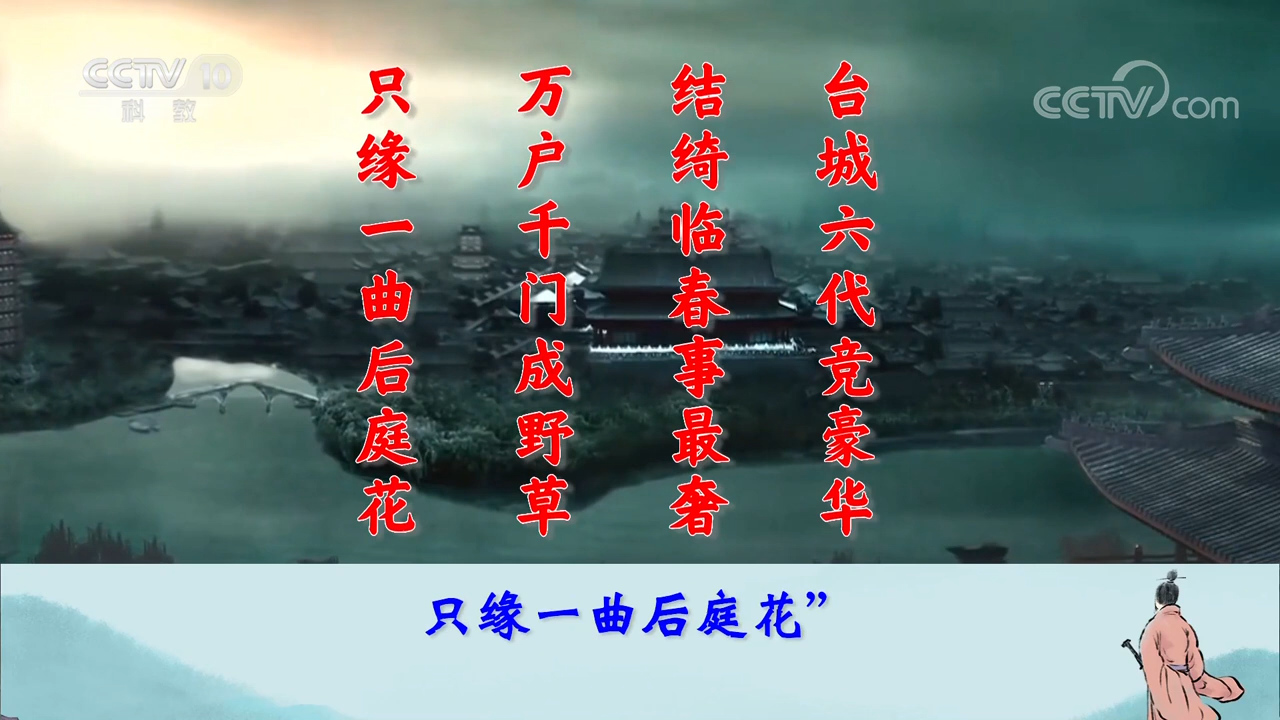 CCTV 10
科教
CCTV.com
台城六代竞豪华
结绮临春事最奢
万户千门成野草
只缘一曲后庭花
只缘一曲后庭花”